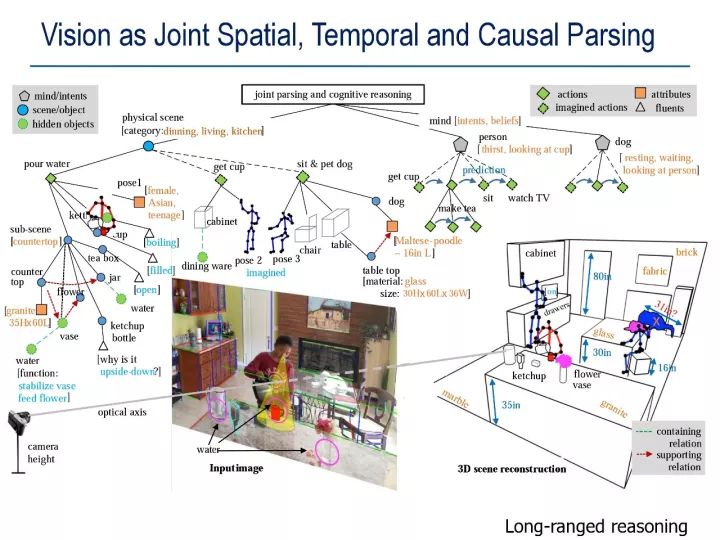 Vision as Joint Spatial, Temporal and Causal Parsing
mind/intents
scene/object
hidden objects
joint parsing and cognitive reasoning
actions
attributes
imagined actions
fluents
physical scene
[category: dinning, living, kitchen]
mind [intents, beliefs]
person
[thirst, looking at cup]
dog
[resting, waiting,
looking at person]
pour water
get cup
sit & pet dog
get cup
prediction
pose1
[female,
Asian,
teenage]
sit
watch TV
make tea
dog
cabinet
sub-scene
[countertop]
cup
[boiling]
tea box
[filled]
dining ware
pose 2
pose 3
imagined
chair
table
[Maltese-poodle
– 16in L]
table top
[material: glass
size: 30Hx60Lx36W]
counter
top
jar
[open]
flower
water
[granite
35Hx60L]
vase
ketchup
bottle
water
[function:
stabilize vase
feed flower]
[why is it
upside-down?]
optical axis
camera
height
water
Input image
cabinet
brick
fabric
80in
drawers
31in?
glass
30in
16in
ketchup
flower
vase
marble
35in
granite
3D scene reconstruction
containing
relation
supporting
relation
Long-ranged reasoning